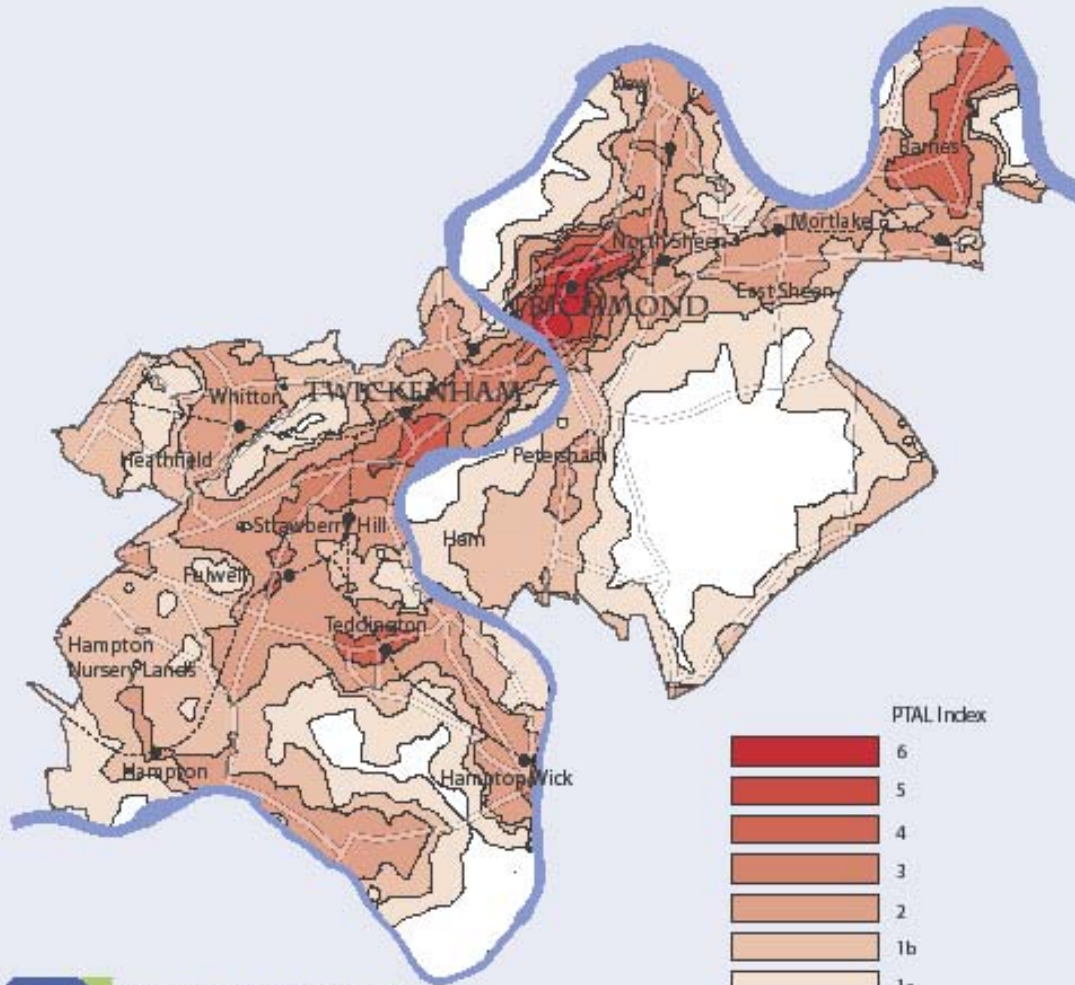 Kew
Barnes
Mortlake
North Sheen
RICHMOND
East Sheen
TWICKENHAM
Whitton
Heathfield
Petersham
Strawberry Hill
Ham
Fulwell
Teddington
Hampton
Nursery Lands
Hampton
Hampton Wick
PTAL Index
6
5
4
3
2
1b
1a